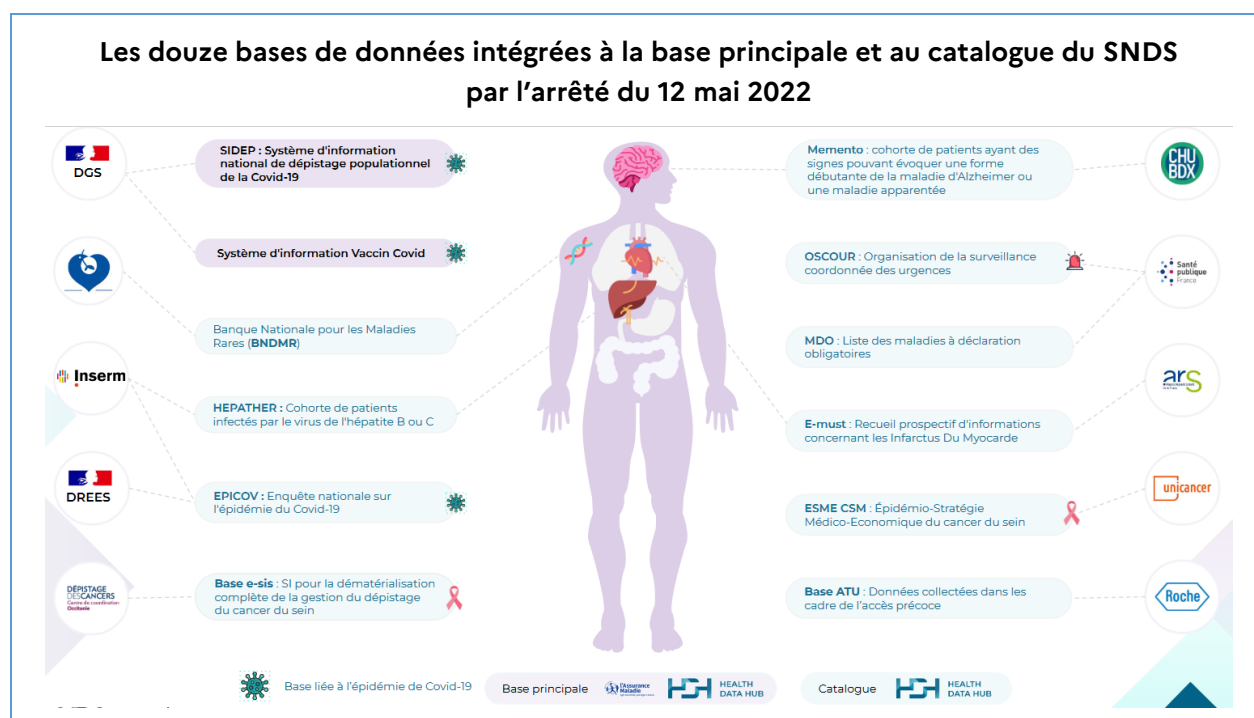 Les douze bases de données intégrées à la base principale et au catalogue du SNDS
par l'arrêté du 12 mai 2022
DGS
SIDEP : Système d'information
national de dépistage populationnel
de la Covid-19
Système d'information Vaccin Covid
Banque Nationale pour les Maladies
Rares (BNDMR)
Inserm
HEPATHER : Cohorte de patients
infectés par le virus de l'hépatite B ou C
DREES
EPICOV : Enquête nationale sur
l'épidémie du Covid-19
DÉPISTAGE
DES CANCERS
Centre de coordination
Occitanie
Base e-sis : SI pour la dématérialisation
complète de la gestion du dépistage
du cancer du sein
Memento : cohorte de patients ayant des
signes pouvant évoquer une forme
débutante de la maladie d'Alzheimer ou
une maladie apparentée
CHU
BDX
OSCOUR : Organisation de la surveillance
coordonnée des urgences
Santé
publique
France
MDO : Liste des maladies à déclaration
obligatoires
ars
E-must : Recueil prospectif d'informations
concernant les Infarctus Du Myocarde
unicancer
ESME CSM : Épidémio-Stratégie
Médico-Economique du cancer du sein
Base ATU : Données collectées dans les
cadre de l'accès précoce
Roche
Base liée à l'épidémie de Covid-19
Base principale
l'Assurance
Maladie
HEALTH
DATA HUB
Catalogue
HEALTH
DATA HUB